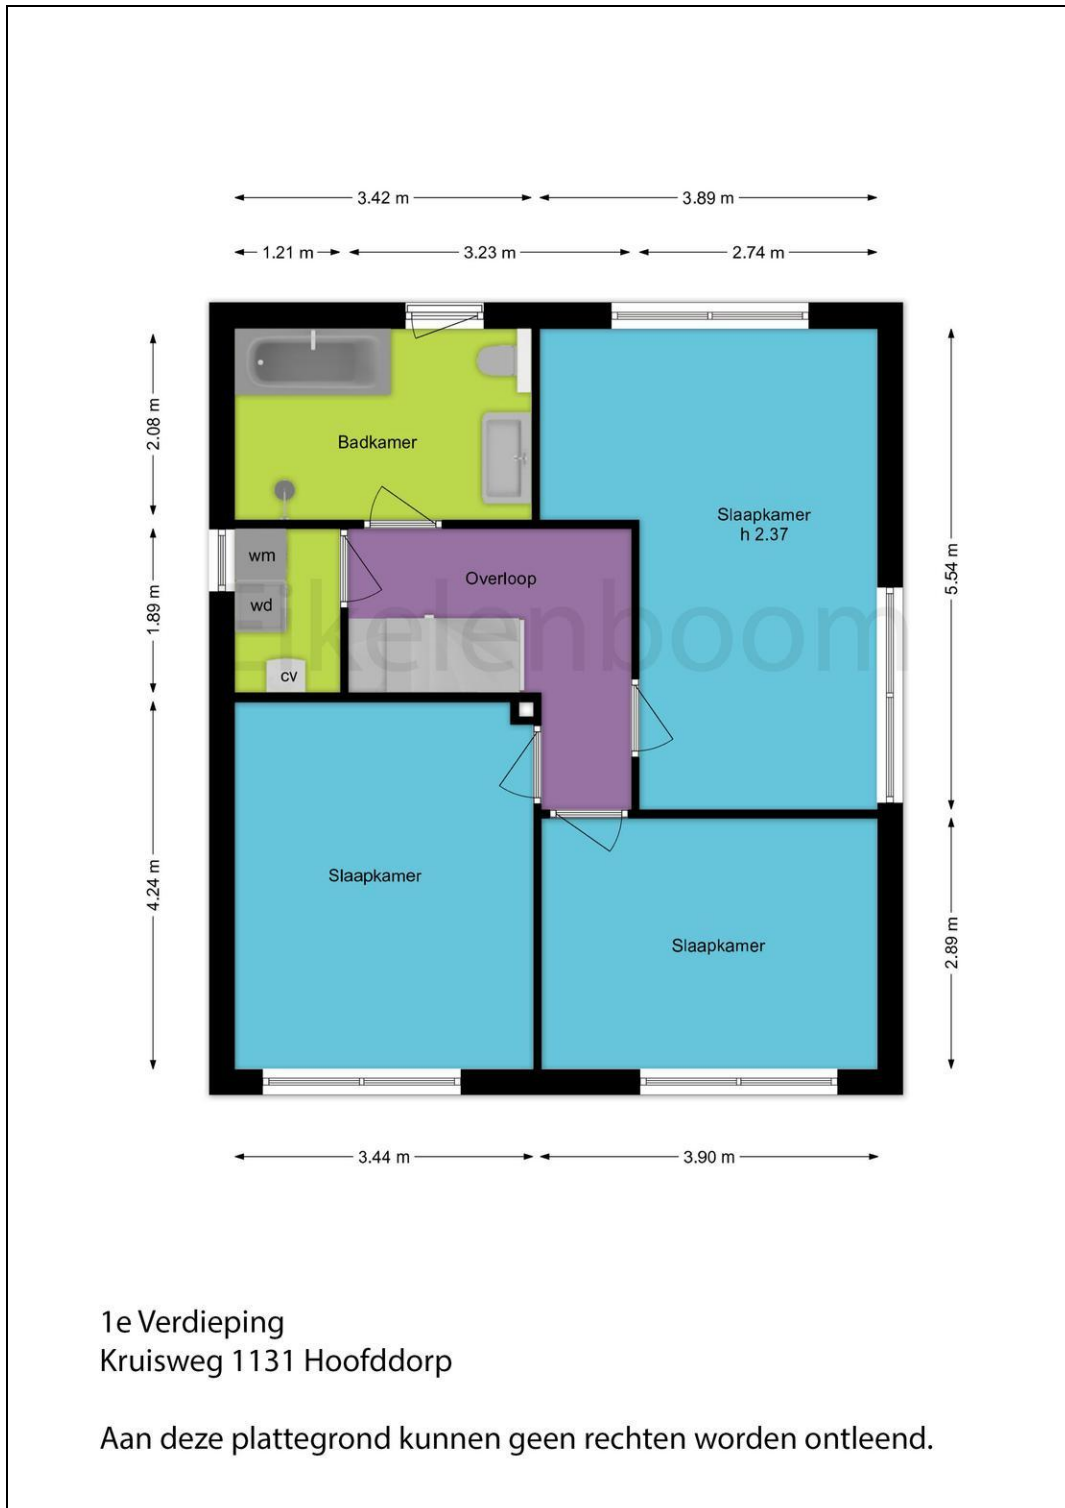 3.42 m
3.89 m
1.21 m
3.23 m
2.74 m
2.08 m
Badkamer
Slaapkamer
h 2.37
5.54 m
wm
Overloop
1.89 m
wd
Eikelenboom
cv
4.24 m
Slaapkamer
Slaapkamer
2.89 m
3.44 m
3.90 m
1e Verdieping
Kruisweg 1131 Hoofddorp
Aan deze plattegrond kunnen geen rechten worden ontleend.